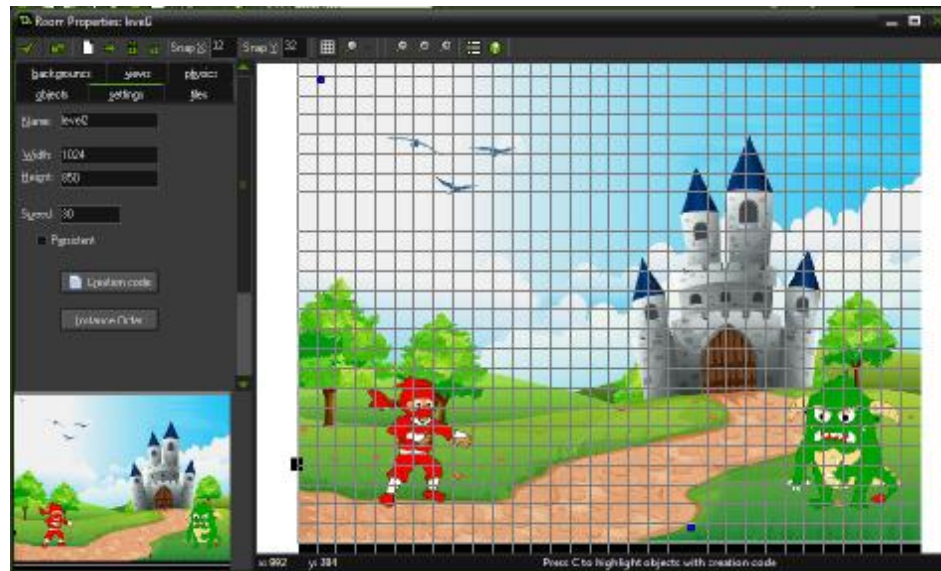 Room Properties: level2
Snap X: 32 Snap Y: 32
backgrounds views physics
objects settings tiles
Name: level2
Width: 1024
Height: 850
Speed: 30
Persistent
Creation code
Instance Order
x: 992 y: 384 Press C to highlight objects with creation code